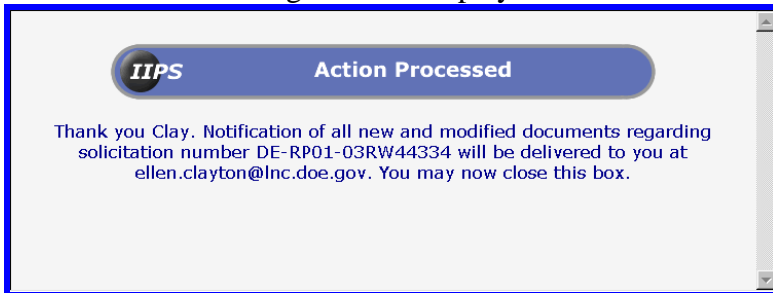 IIPS Action Processed
Thank you Clay. Notification of all new and modified documents regarding
solicitation number DE-RP01-03RW44334 will be delivered to you at
ellen.clayton@lnc.doe.gov. You may now close this box.